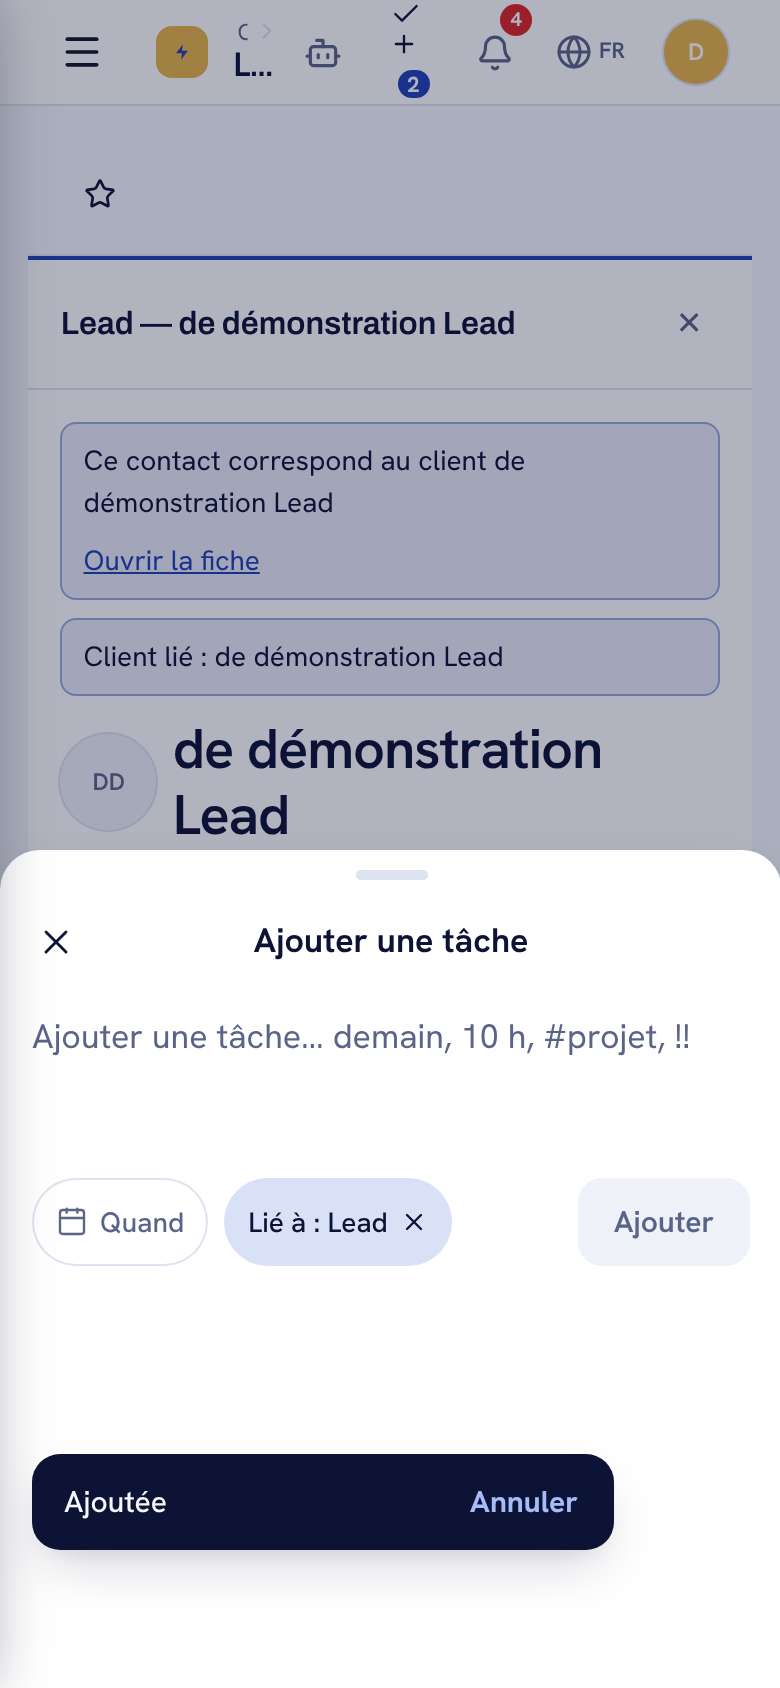 L...
2
4
FR
D
Lead — de démonstration Lead
Ce contact correspond au client de
démonstration Lead
Ouvrir la fiche
Client lié : de démonstration Lead
DD
de démonstration
Lead
Ajouter une tâche
Ajouter une tâche... demain, 10 h, #projet, !!
Quand
Lié à : Lead
Ajouter
Ajoutée
Annuler